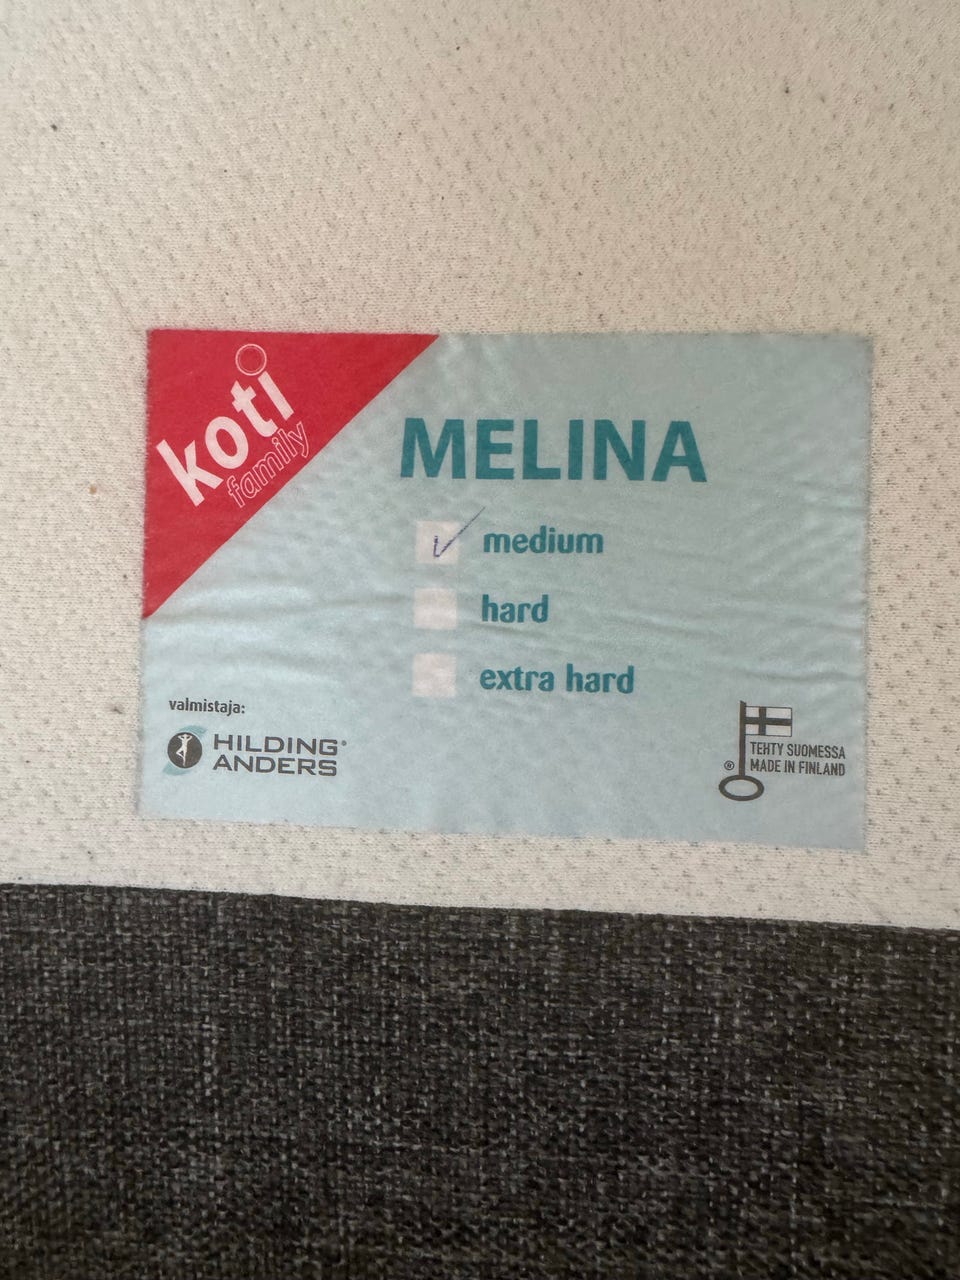 koti
family
MELINA
medium
hard
extra hard
valmistaja:
HILDING®
ANDERS
TEHTY SUOMESSA
® MADE IN FINLAND